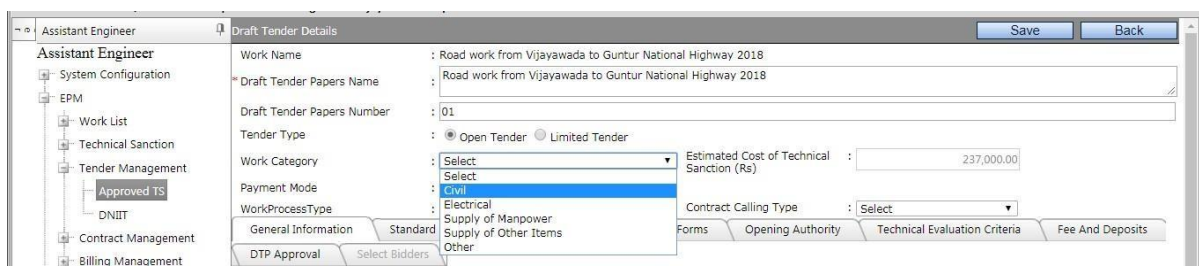 Assistant Engineer
Draft Tender Details
Save
Back
Assistant Engineer
System Configuration
EPM
Work List
Technical Sanction
Tender Management
Approved TS
DNIIT
Contract Management
Billing Management
Work Name : Road work from Vijayawada to Guntur National Highway 2018
* Draft Tender Papers Name : Road work from Vijayawada to Guntur National Highway 2018
Draft Tender Papers Number : 01
Tender Type : Open Tender Limited Tender
Work Category : Select Estimated Cost of Technical : 237,000.00
Sanction (Rs)
Select
Payment Mode : Civil
Electrical
WorkProcessType : Contract Calling Type : Select
Supply of Manpower
Supply of Other Items
Other
General Information Standard Forms Opening Authority Technical Evaluation Criteria Fee And Deposits
DTP Approval Select Bidders